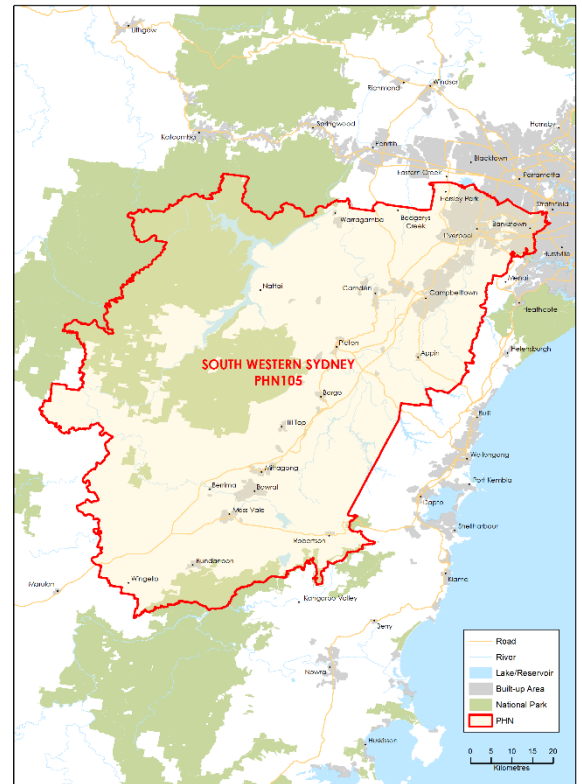 Lithgow
Richmond
Windsor
Springwood
Hornsby
Katoomba
Penrith
Blacktown
Eastern Creek
Parramatta
Horsley Park
Strathfield
Warragamba
Badgerys
Creek
Liverpool
Bankstown
Hurstville
Menai
Nattai
Camden
Campbelltown
Heathcote
Picton
Appin
Helensburgh
SOUTH WESTERN SYDNEY
PHN105
Bargo
Hill Top
Bulli
Mittagong
Wollongong
Berrima
Bowral
Port Kembla
Moss Vale
Dapto
Shellharbour
Robertson
Bundanoon
Marulan
Wingello
Kiama
Kangaroo Valley
Berry
Nowra
Huskisson
Road
River
Lake/Reservoir
Built-up Area
National Park
PHN
0 5 10 15 20
Kilometres